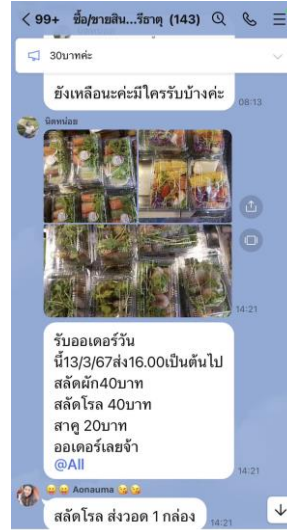 99+ ซื้อ/ขายสิน...รีธาตุ (143)
30บาทค่ะ
ยังเหลือนะค่ะมีใครรับบ้างค่ะ
08:13
นิดหน่อย
14:21
รับออเดอร์วัน
นี้13/3/67ส่ง16.00เป็นต้นไป
สลัดผัก40บาท
สลัดโรล 40บาท
สาคู 20บาท
ออเดอร์เลยจ้า
@All
14:21
Aonauma
สลัดโรล ส่งวอด 1 กล่อง
14:21